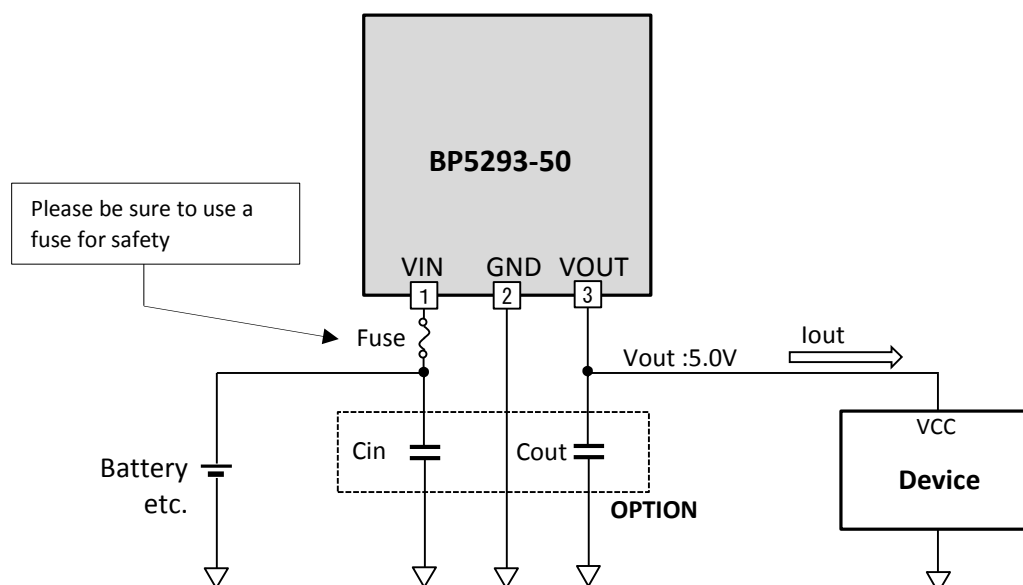 BP5293-50
Please be sure to use a
fuse for safety
VIN GND VOUT
1 2 3
Fuse
Vout :5.0V
Iout
Cin
Cout
Battery
etc.
OPTION
VCC
Device